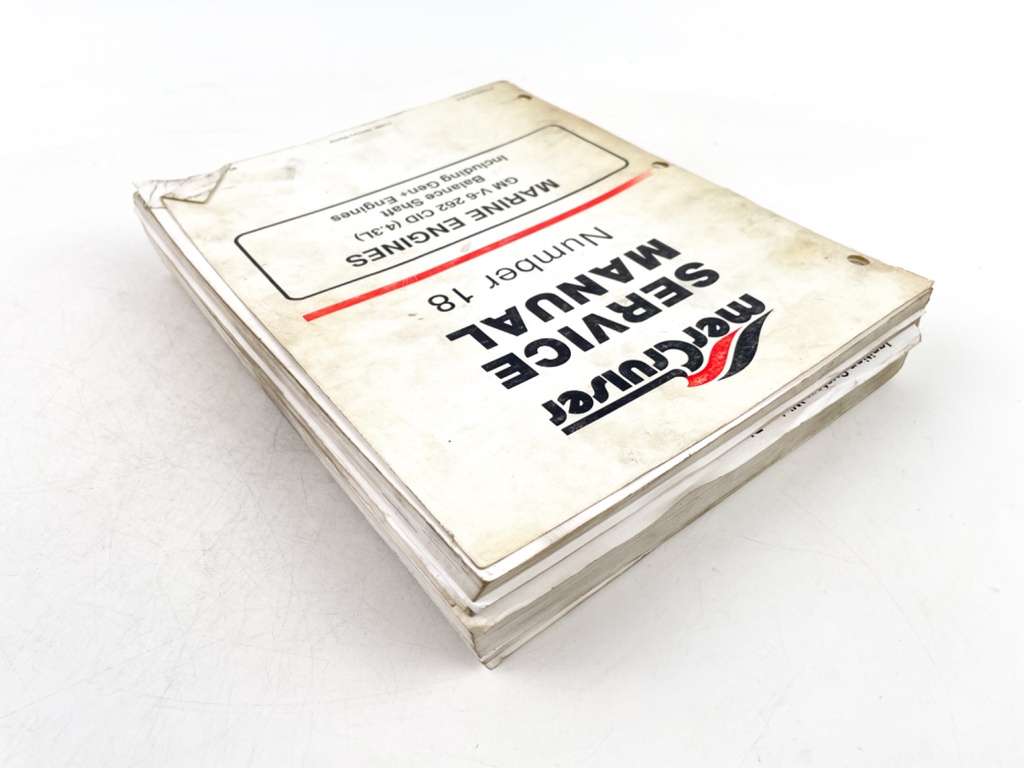 merCruiser
SERVICE
MANUAL
Number 18
MARINE ENGINES
GM V-6 262 CID (4.3L)
Balance Shaft
Including Gen+ Engines